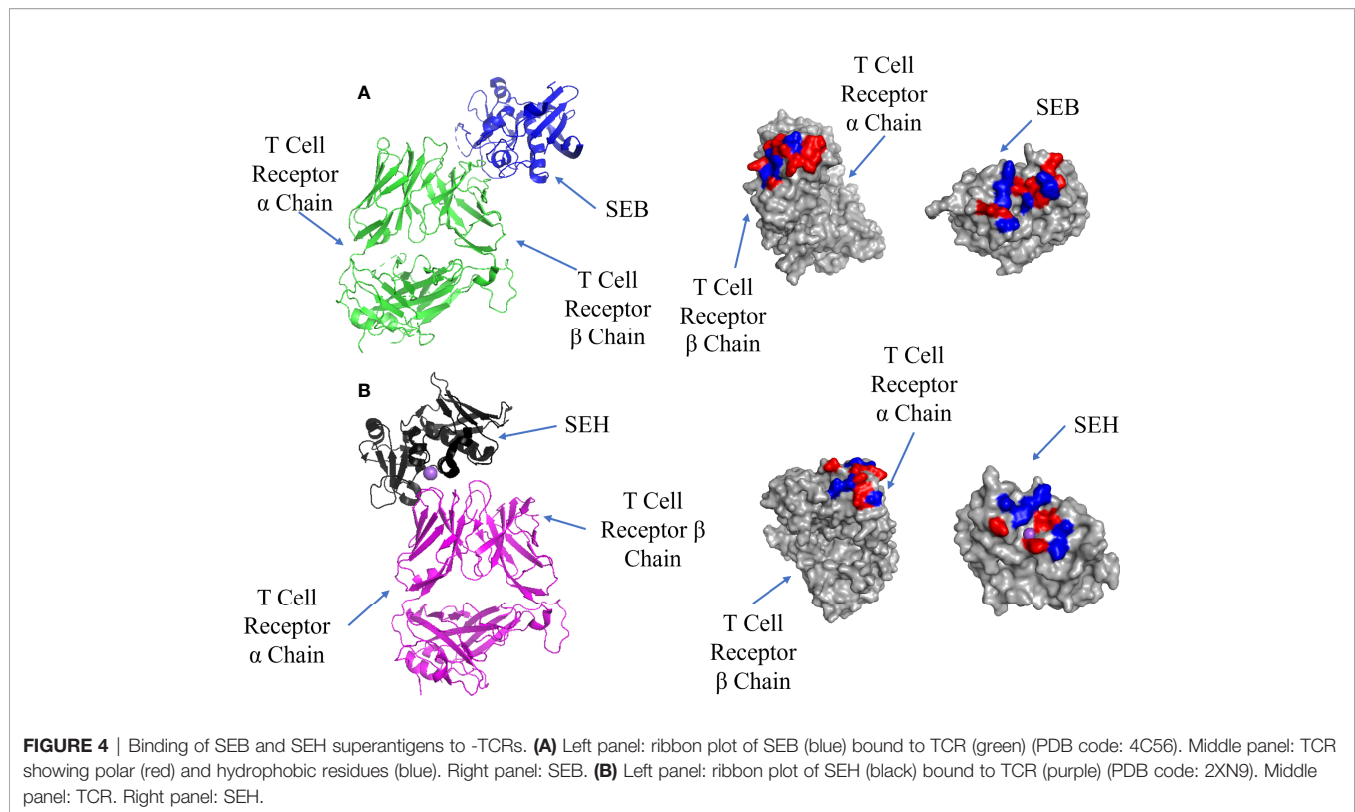 A
T Cell
Receptor
α Chain
SEB
T Cell
Receptor
β Chain
T Cell
Receptor
α Chain
SEB
T Cell
Receptor
β Chain
B
SEH
T Cell
Receptor β
Chain
T Cell
Receptor
α Chain
T Cell
Receptor
α Chain
SEH
T Cell
Receptor
β Chain
FIGURE 4 | Binding of SEB and SEH superantigens to -TCRs. (A) Left panel: ribbon plot of SEB (blue) bound to TCR (green) (PDB code: 4C56). Middle panel: TCR
showing polar (red) and hydrophobic residues (blue). Right panel: SEB. (B) Left panel: ribbon plot of SEH (black) bound to TCR (purple) (PDB code: 2XN9). Middle
panel: TCR. Right panel: SEH.